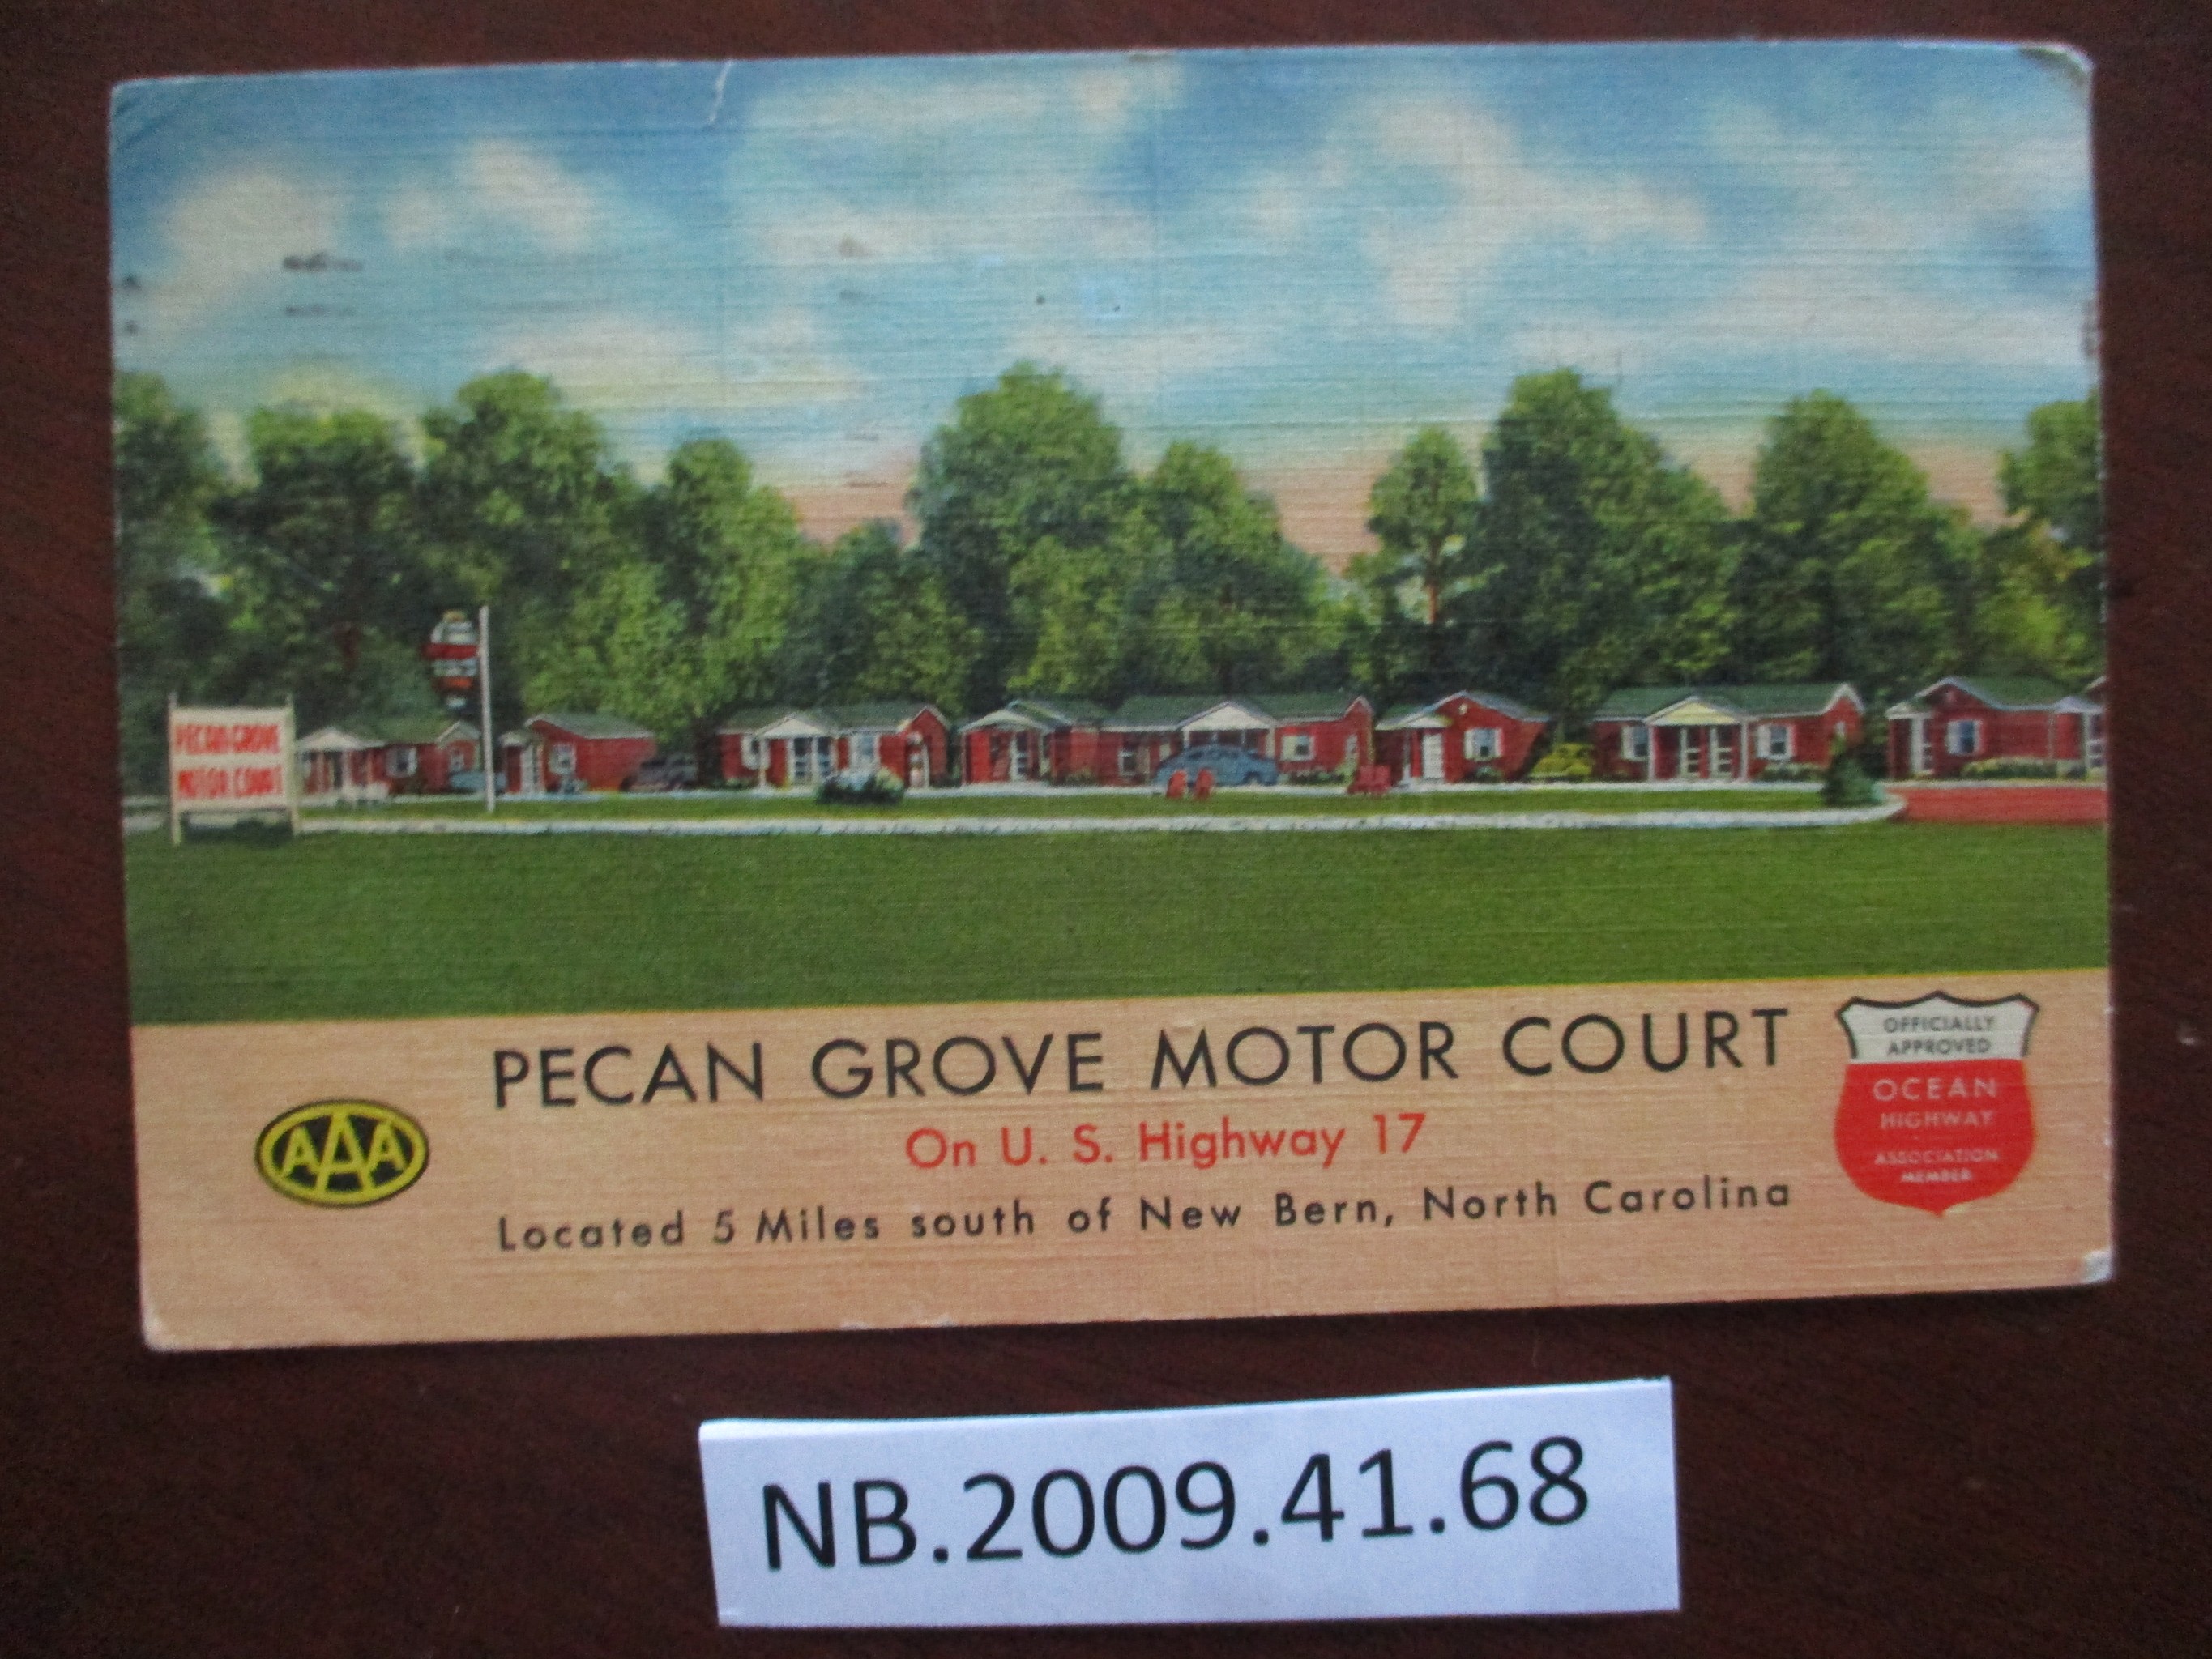 PECAN GROVE
MOTOR COURT
PECAN GROVE MOTOR COURT
On U. S. Highway 17
Located 5 Miles south of New Bern, North Carolina
AAA
OFFICIALLY
APPROVED
OCEAN
HIGHWAY
ASSOCIATION
MEMBER
NB.2009.41.68